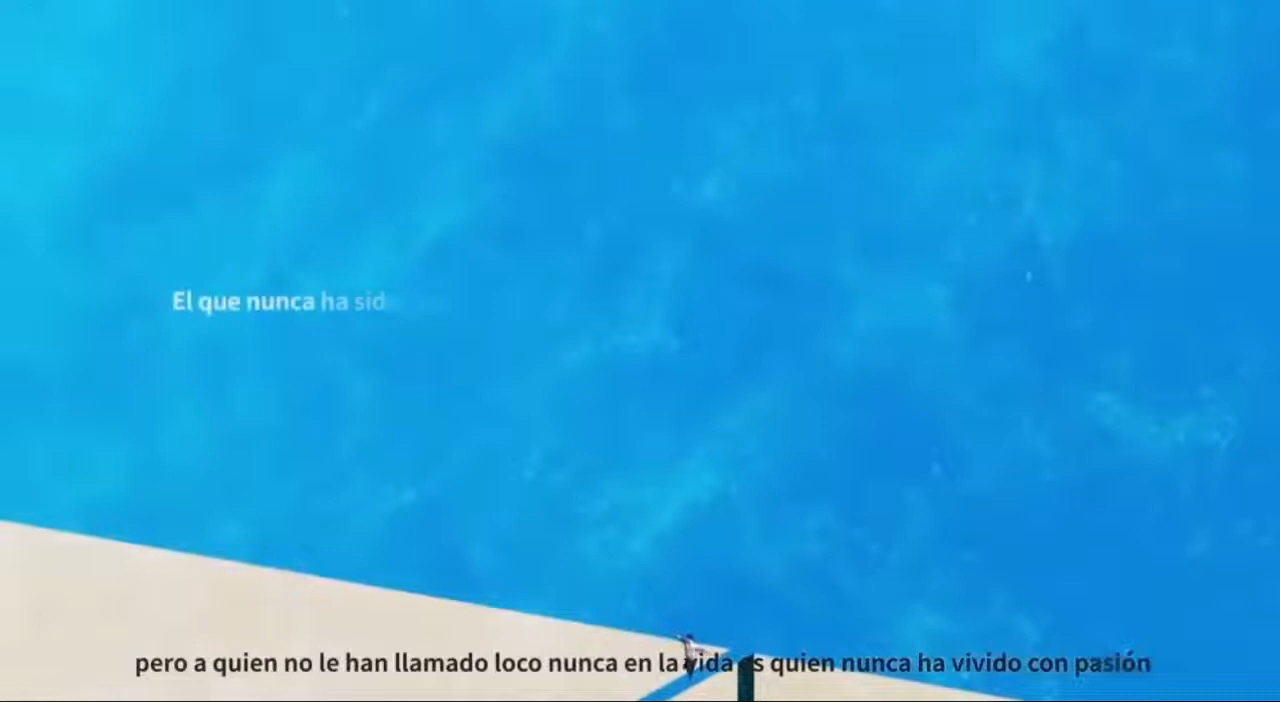 El que nunca ha sid
pero a quien no le han llamado loco nunca en la vida es quien nunca ha vivido con pasión